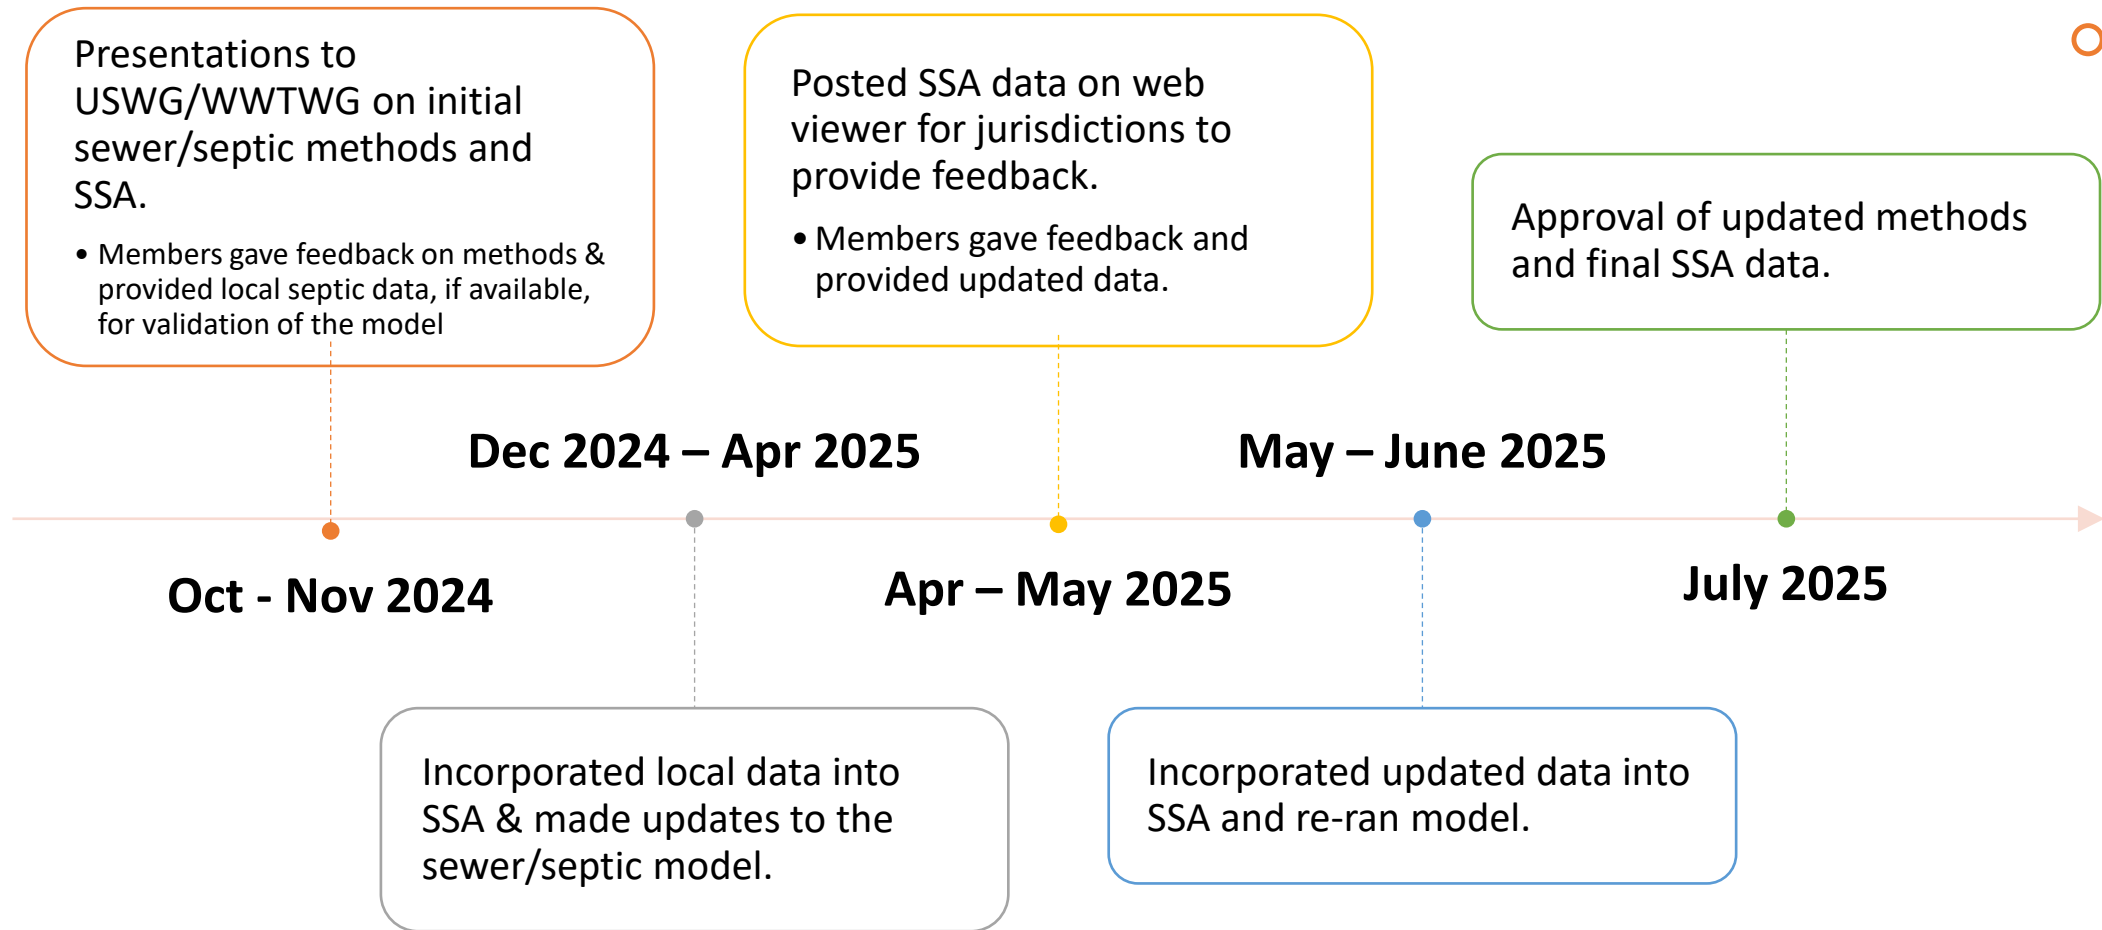 Presentations to
USWG/WWTWG on initial
sewer/septic methods and
SSA.
• Members gave feedback on methods &
provided local septic data, if available,
for validation of the model
Posted SSA data on web
viewer for jurisdictions to
provide feedback.
• Members gave feedback and
provided updated data.
Approval of updated methods
and final SSA data.
Dec 2024 – Apr 2025
May – June 2025
Oct - Nov 2024
Apr – May 2025
July 2025
Incorporated local data into
SSA & made updates to the
sewer/septic model.
Incorporated updated data into
SSA and re-ran model.